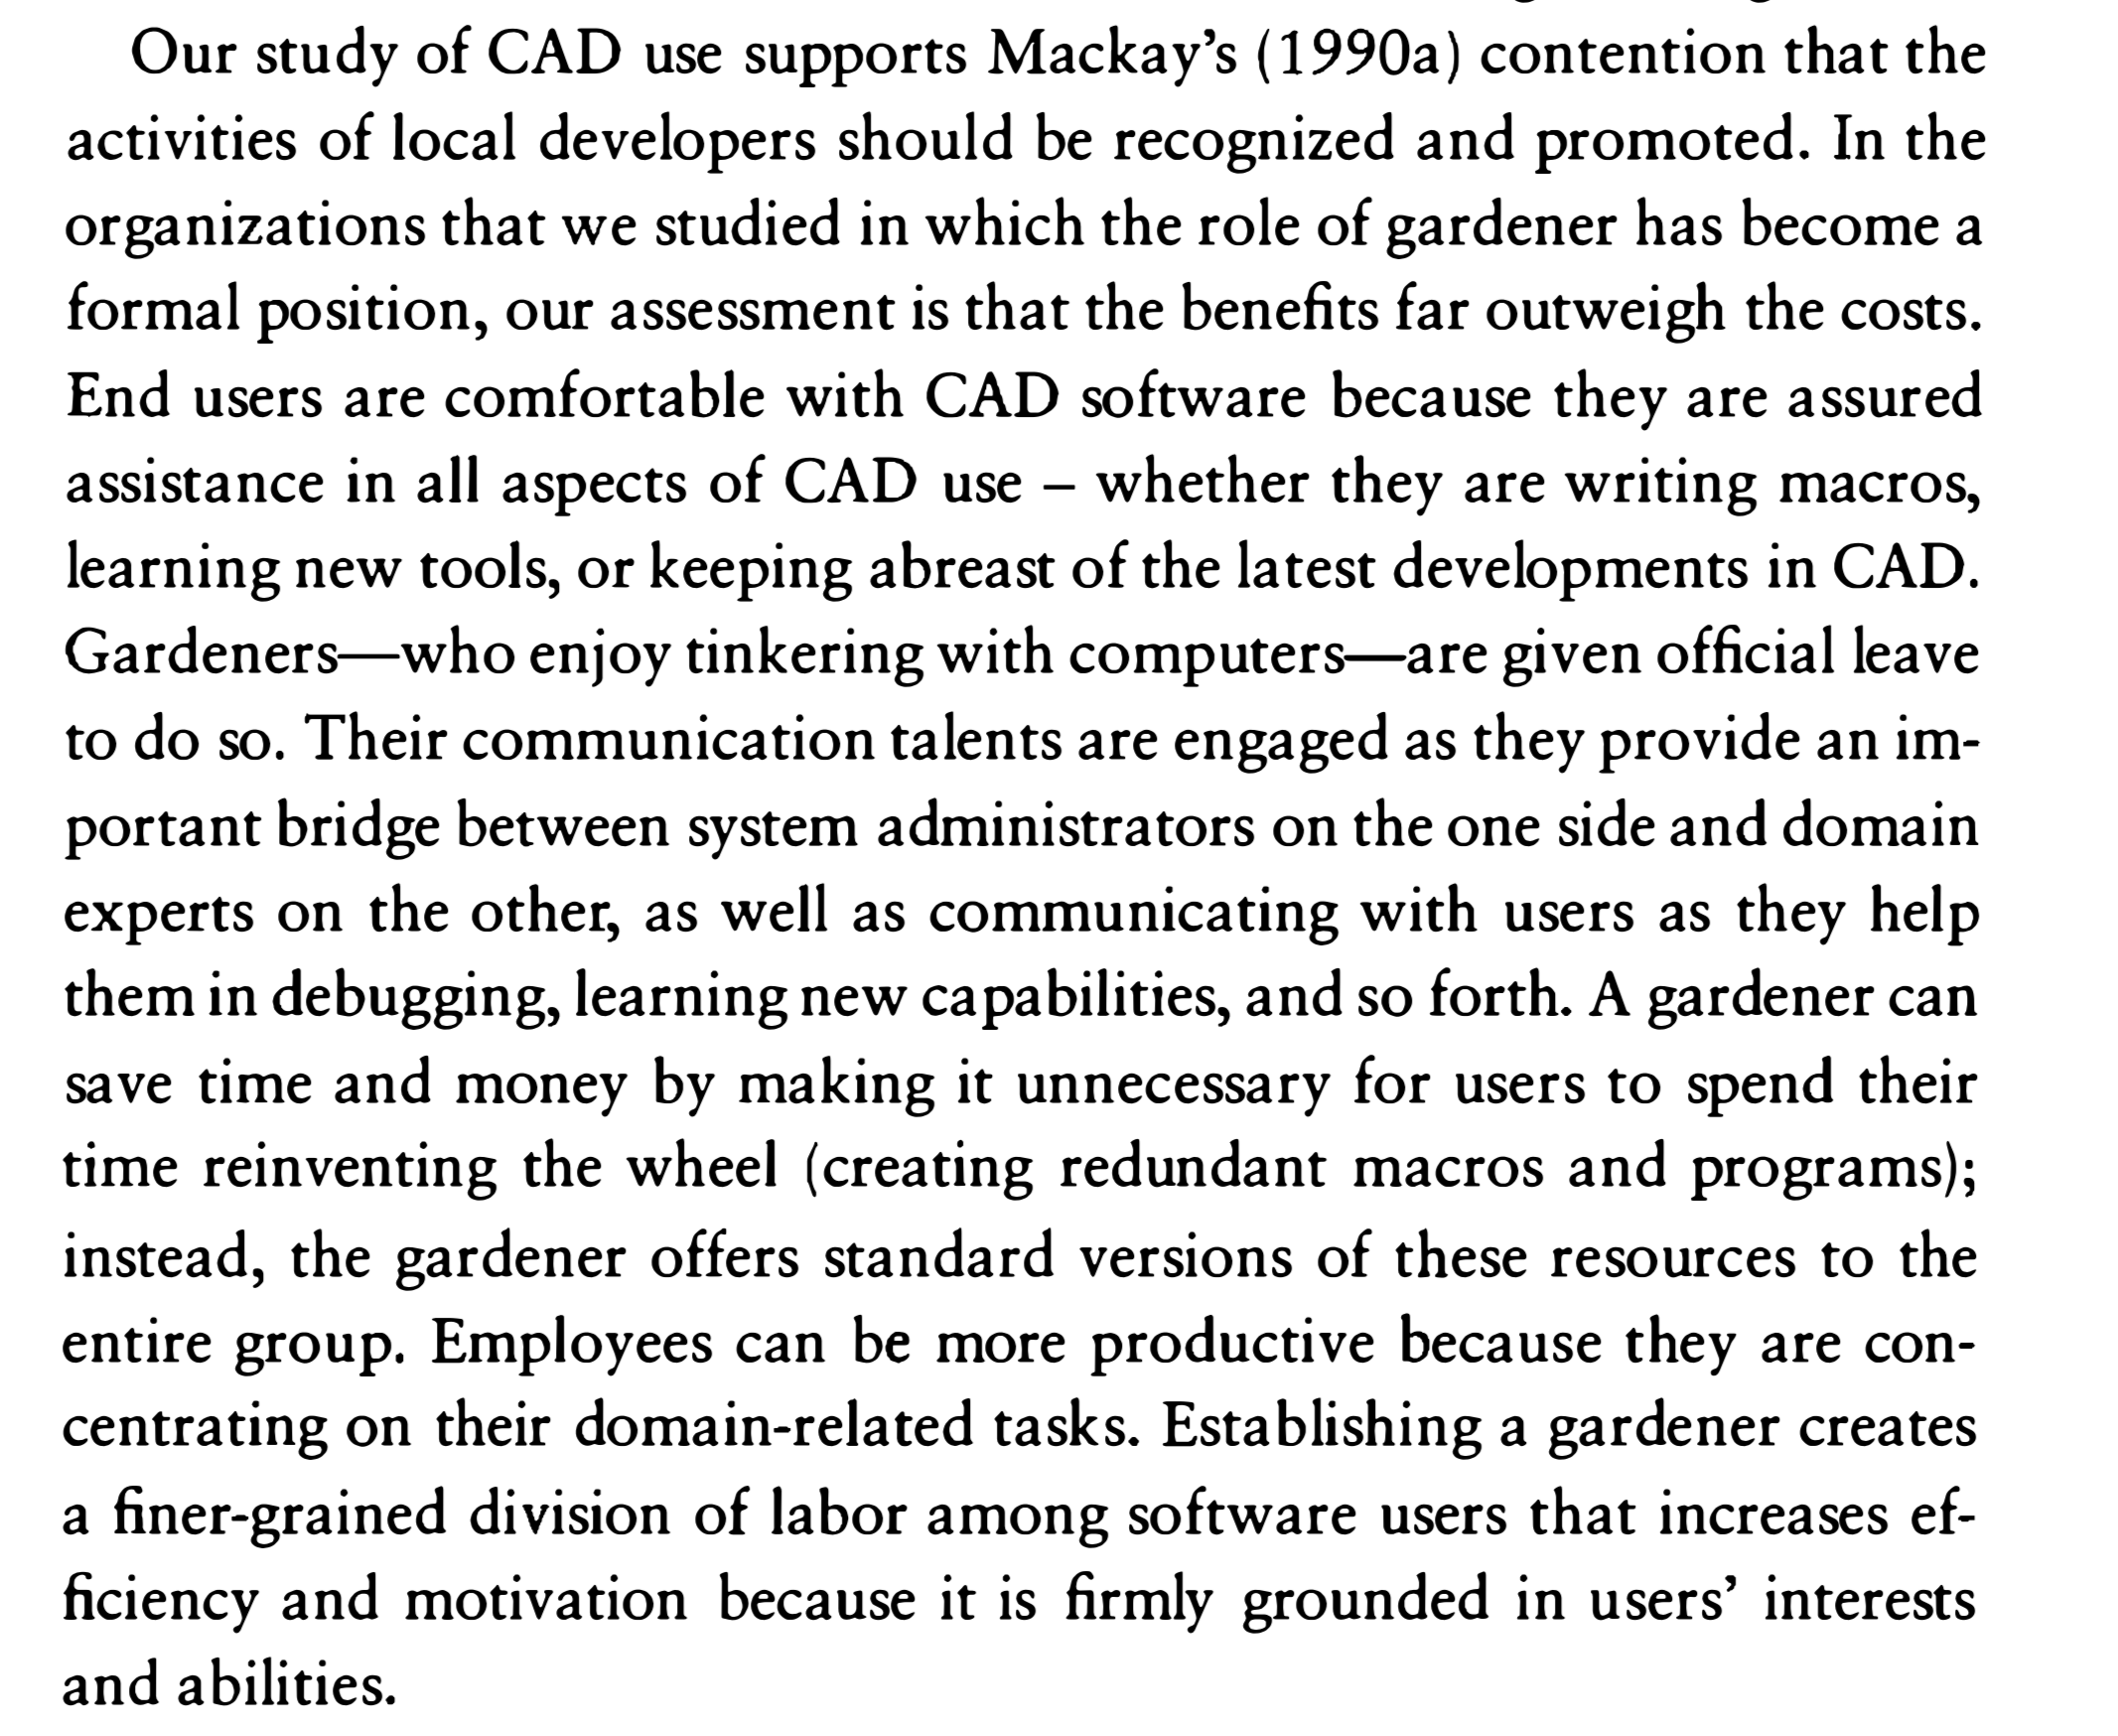 Our study of CAD use supports Mackay’s (1990a) contention that the
activities of local developers should be recognized and promoted. In the
organizations that we studied in which the role of gardener has become a
formal position, our assessment is that the benefits far outweigh the costs.
End users are comfortable with CAD software because they are assured
assistance in all aspects of CAD use – whether they are writing macros,
learning new tools, or keeping abreast of the latest developments in CAD.
Gardeners—who enjoy tinkering with computers—are given official leave
to do so. Their communication talents are engaged as they provide an im-
portant bridge between system administrators on the one side and domain
experts on the other, as well as communicating with users as they help
them in debugging, learning new capabilities, and so forth. A gardener can
save time and money by making it unnecessary for users to spend their
time reinventing the wheel (creating redundant macros and programs);
instead, the gardener offers standard versions of these resources to the
entire group. Employees can be more productive because they are con-
centrating on their domain-related tasks. Establishing a gardener creates
a finer-grained division of labor among software users that increases ef-
ficiency and motivation because it is firmly grounded in users’ interests
and abilities.